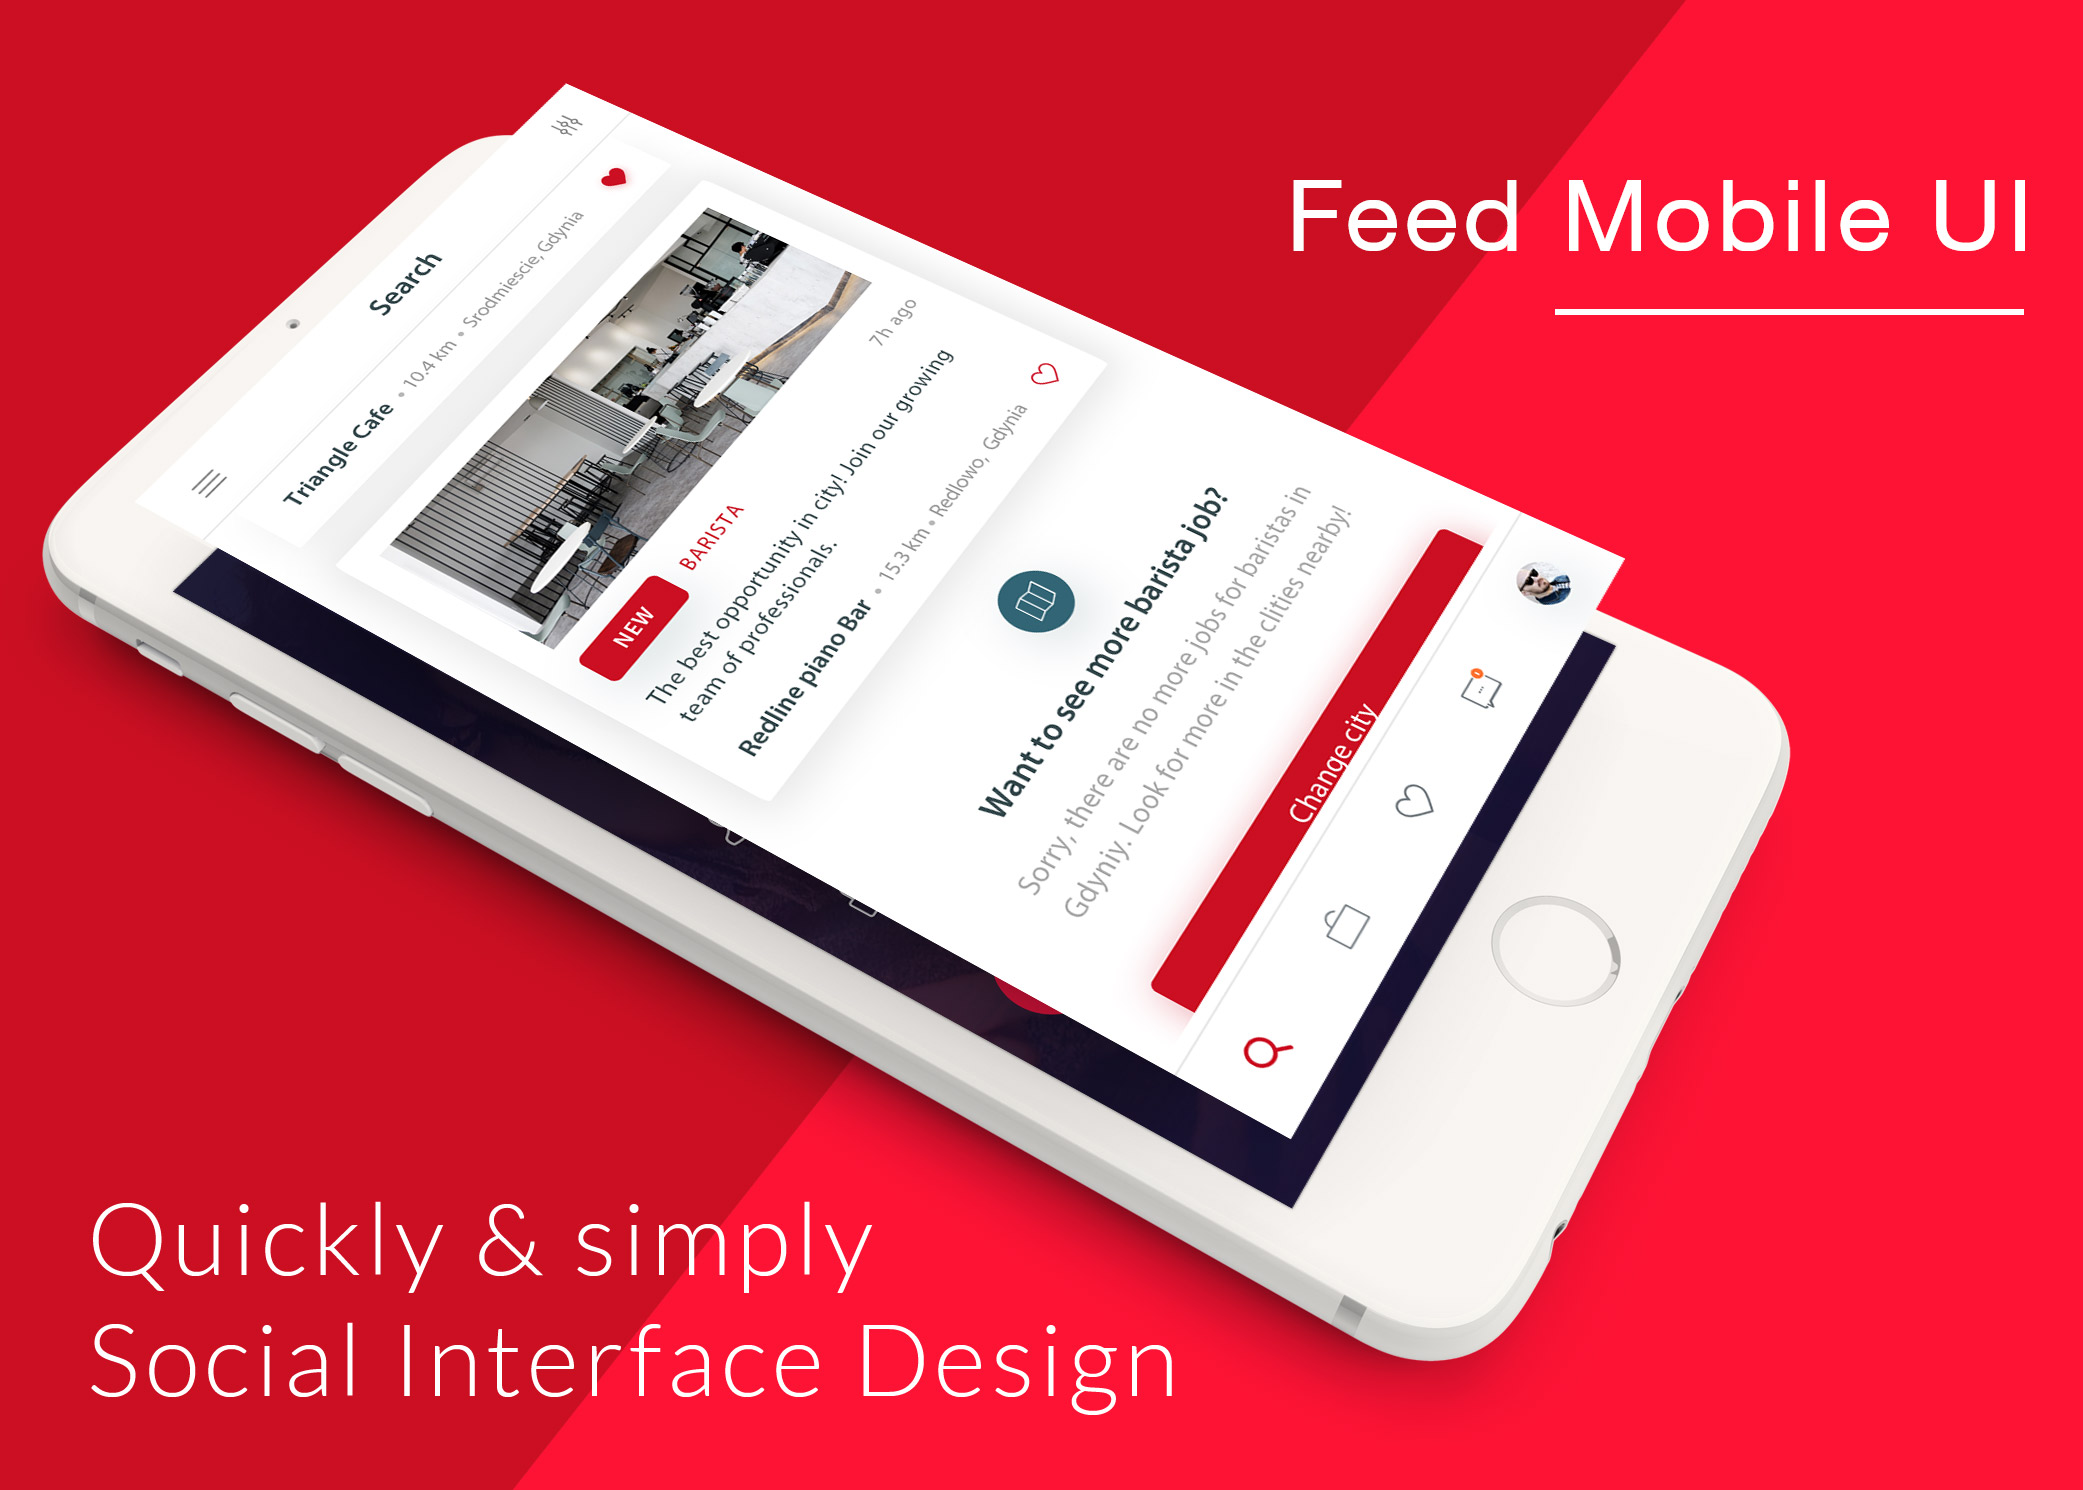 Feed Mobile UI
Search
Triangle Cafe • 10.4 km • Srodmiescie, Gdynia
7h ago
NEW BARISTA
The best opportunity in city! Join our growing
team of professionals.
Redline piano Bar • 15.3 km • Redlowo, Gdynia
Want to see more barista job?
Sorry, there are no more jobs for baristas in
Gdyniy. Look for more in the clities nearby!
Change city
Quickly & simply
Social Interface Design